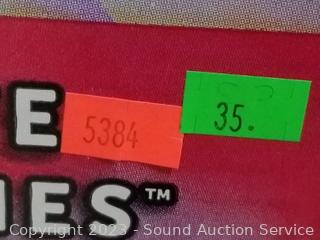 E
5384
35.
IES™
Copyright 2023 - Sound Auction Service